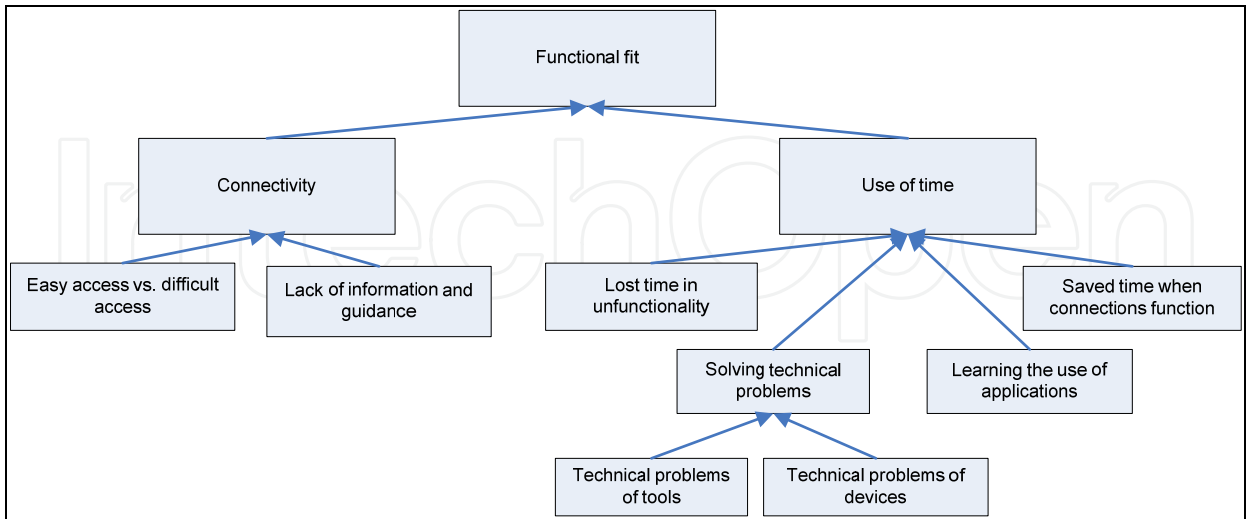 Functional fit
Connectivity
Use of time
Easy access vs. difficult
access
Lack of information and
guidance
Lost time in
unfunctionality
Saved time when
connections function
Solving technical
problems
Learning the use of
applications
Technical problems
of tools
Technical problems of
devices
IntechOpen